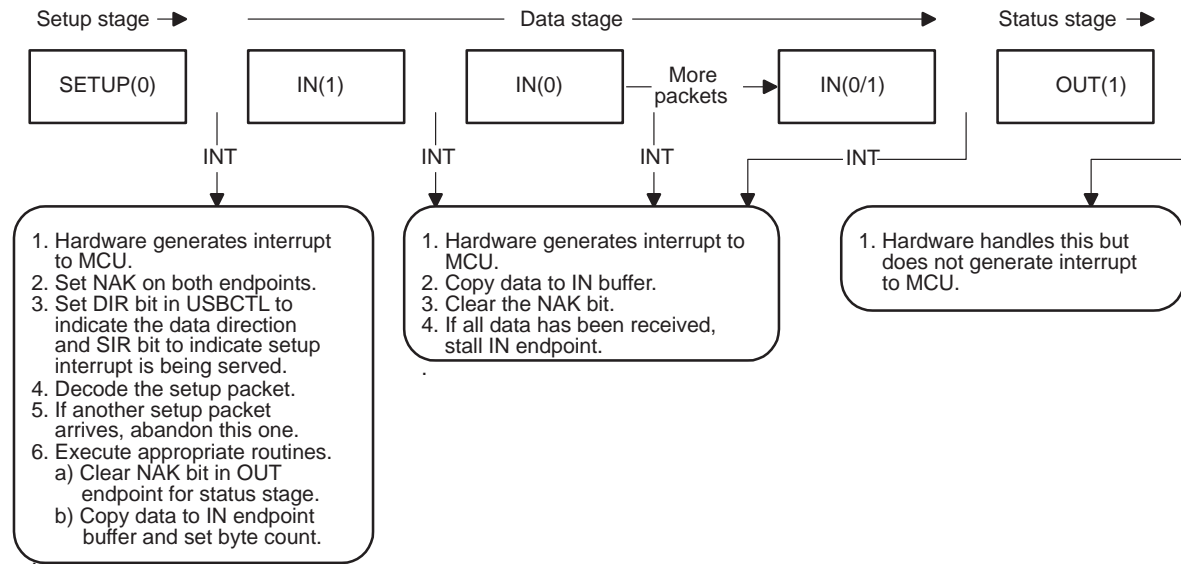 Setup stage
Data stage
Status stage
SETUP(0)
IN(1)
IN(0)
More
packets
IN(0/1)
OUT(1)
INT
INT
INT
INT
1. Hardware generates interrupt
to MCU.
2. Set NAK on both endpoints.
3. Set DIR bit in USBCTL to
indicate the data direction
and SIR bit to indicate setup
interrupt is being served.
4. Decode the setup packet.
5. If another setup packet
arrives, abandon this one.
6. Execute appropriate routines.
a) Clear NAK bit in OUT
endpoint for status stage.
b) Copy data to IN endpoint
buffer and set byte count.
1. Hardware generates interrupt to
MCU.
2. Copy data to IN buffer.
3. Clear the NAK bit.
4. If all data has been received,
stall IN endpoint.
.
1. Hardware handles this but
does not generate interrupt
to MCU.